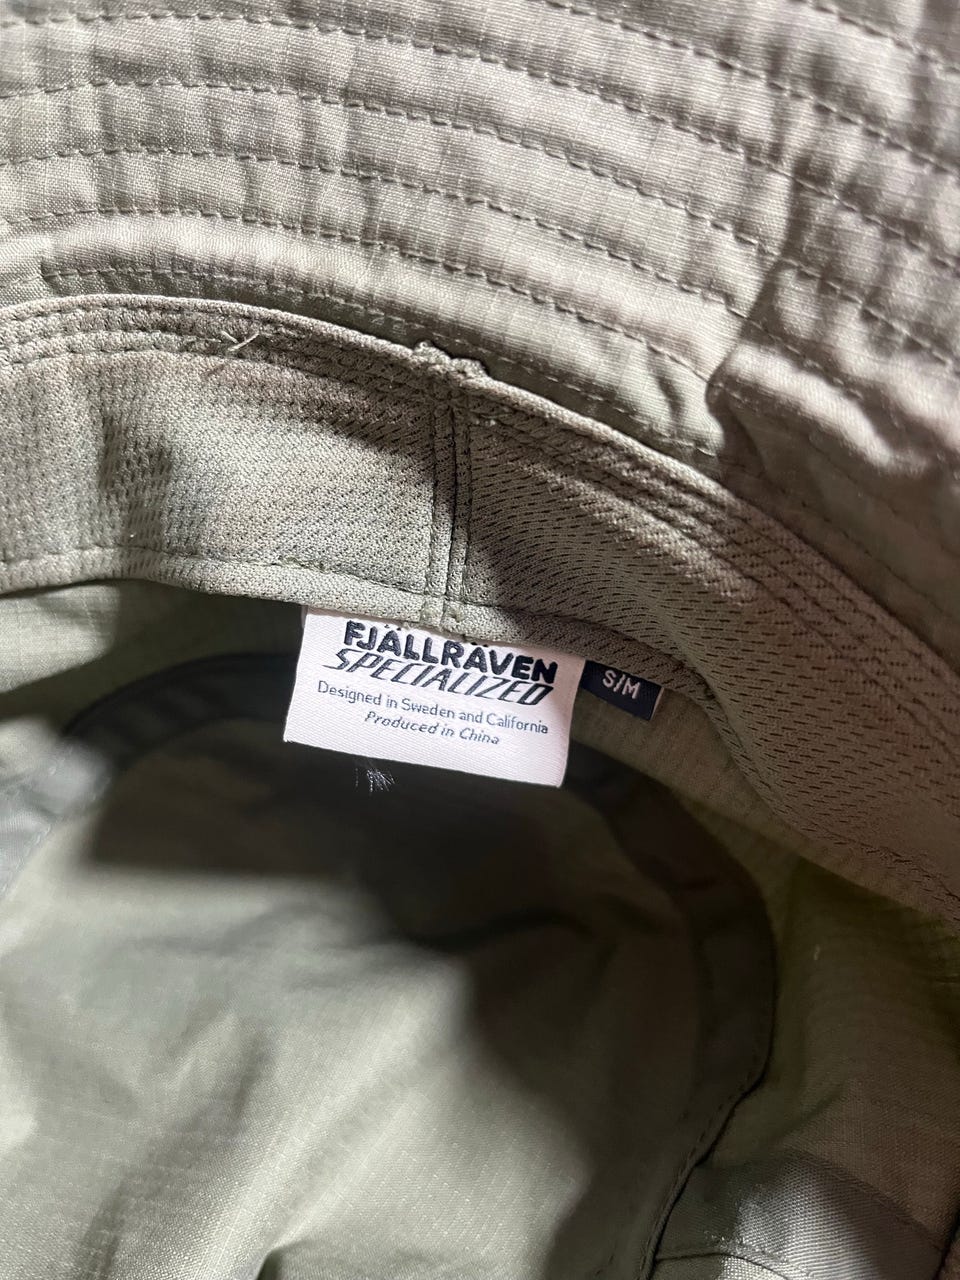 FJÄLLRÄVEN
SPECIALIZED
Designed in Sweden and California
Produced in China
S/M